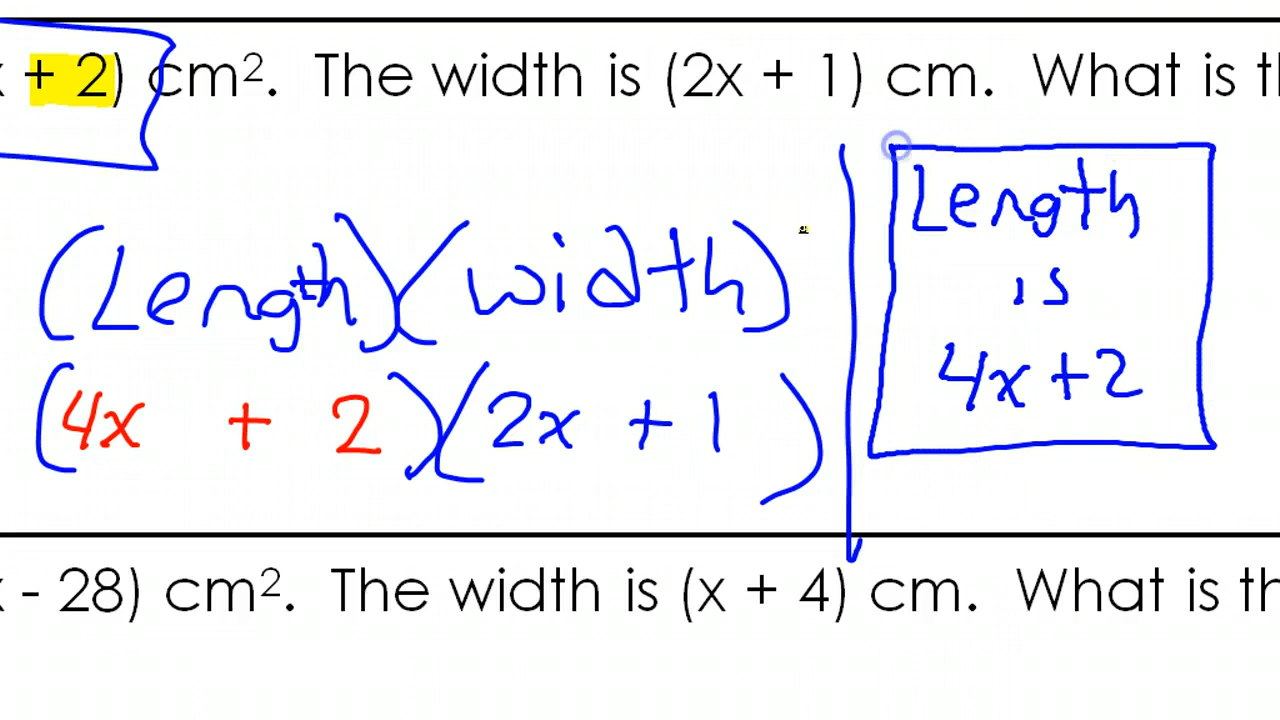 + 2) cm². The width is (2x + 1) cm. What is
(Length)(width)
(4x + 2)(2x + 1)
Length
is
4x + 2
- 28) cm². The width is (x + 4) cm. What is